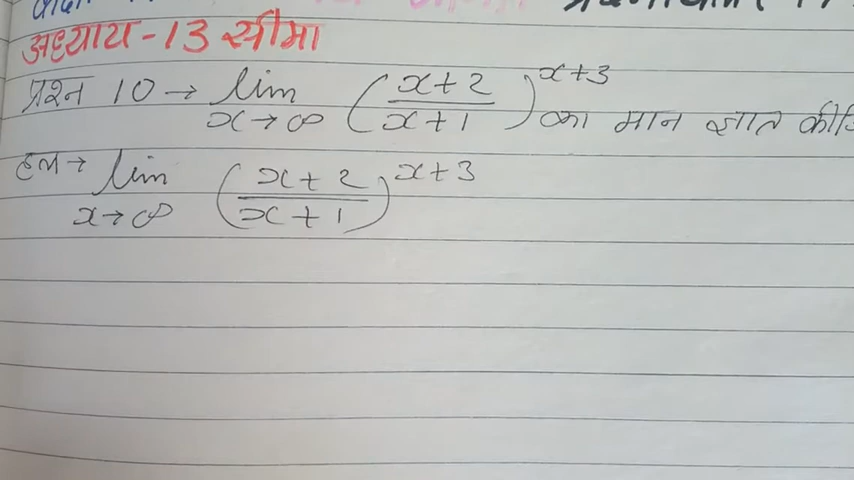 अध्याय-13 सीमा
प्रश्न 10 → lim x→∞ (x+2/x+1)^x+3 का मान ज्ञात
हल → lim x→∞ (x+2/x+1)^x+3